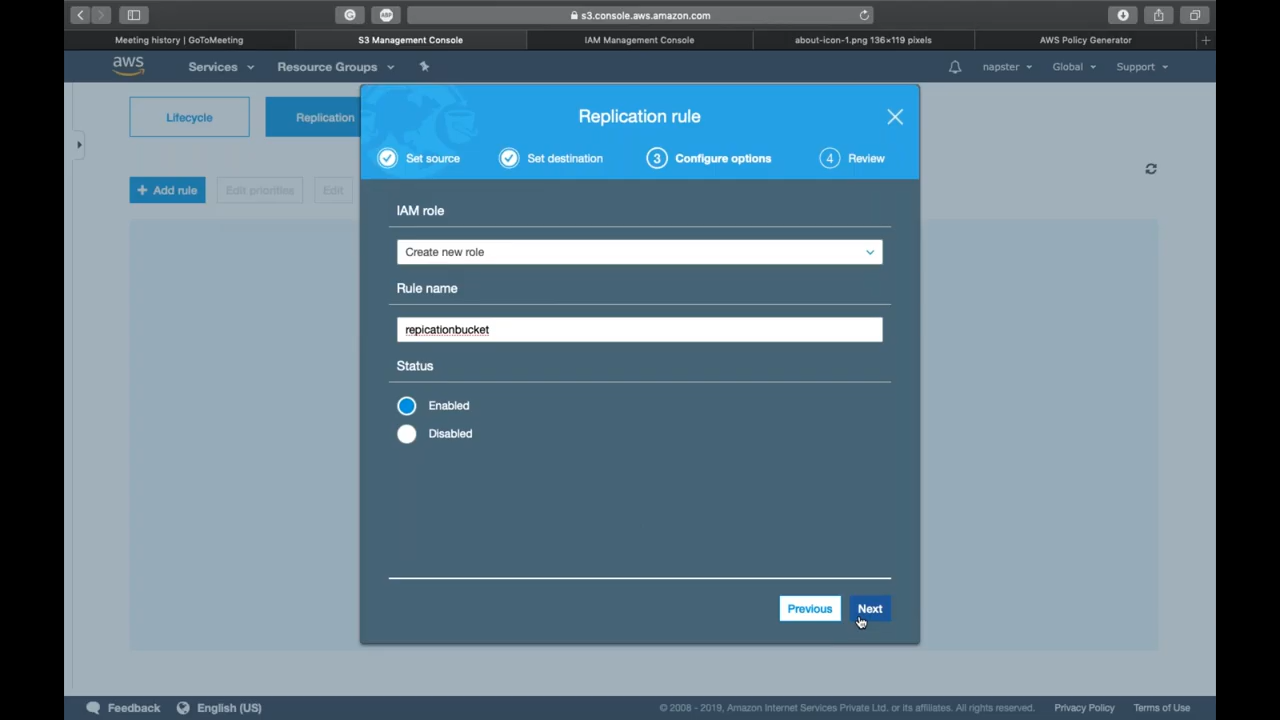 s3.console.aws.amazon.com
Meeting history | GoToMeeting
S3 Management Console
IAM Management Console
about-icon-1.png 136×119 pixels
AWS Policy Generator
aws
Services
Resource Groups
napster
Global
Support
Lifecycle
Replication
+ Add rule
Edit priorities
Edit
Replication rule
Set source
Set destination
3 Configure options
4 Review
IAM role
Create new role
Rule name
repicationbucket
Status
Enabled
Disabled
Previous
Next
Feedback
English (US)
© 2008 - 2019, Amazon Internet Services Private Ltd. or its affiliates. All rights reserved.
Privacy Policy
Terms of Use